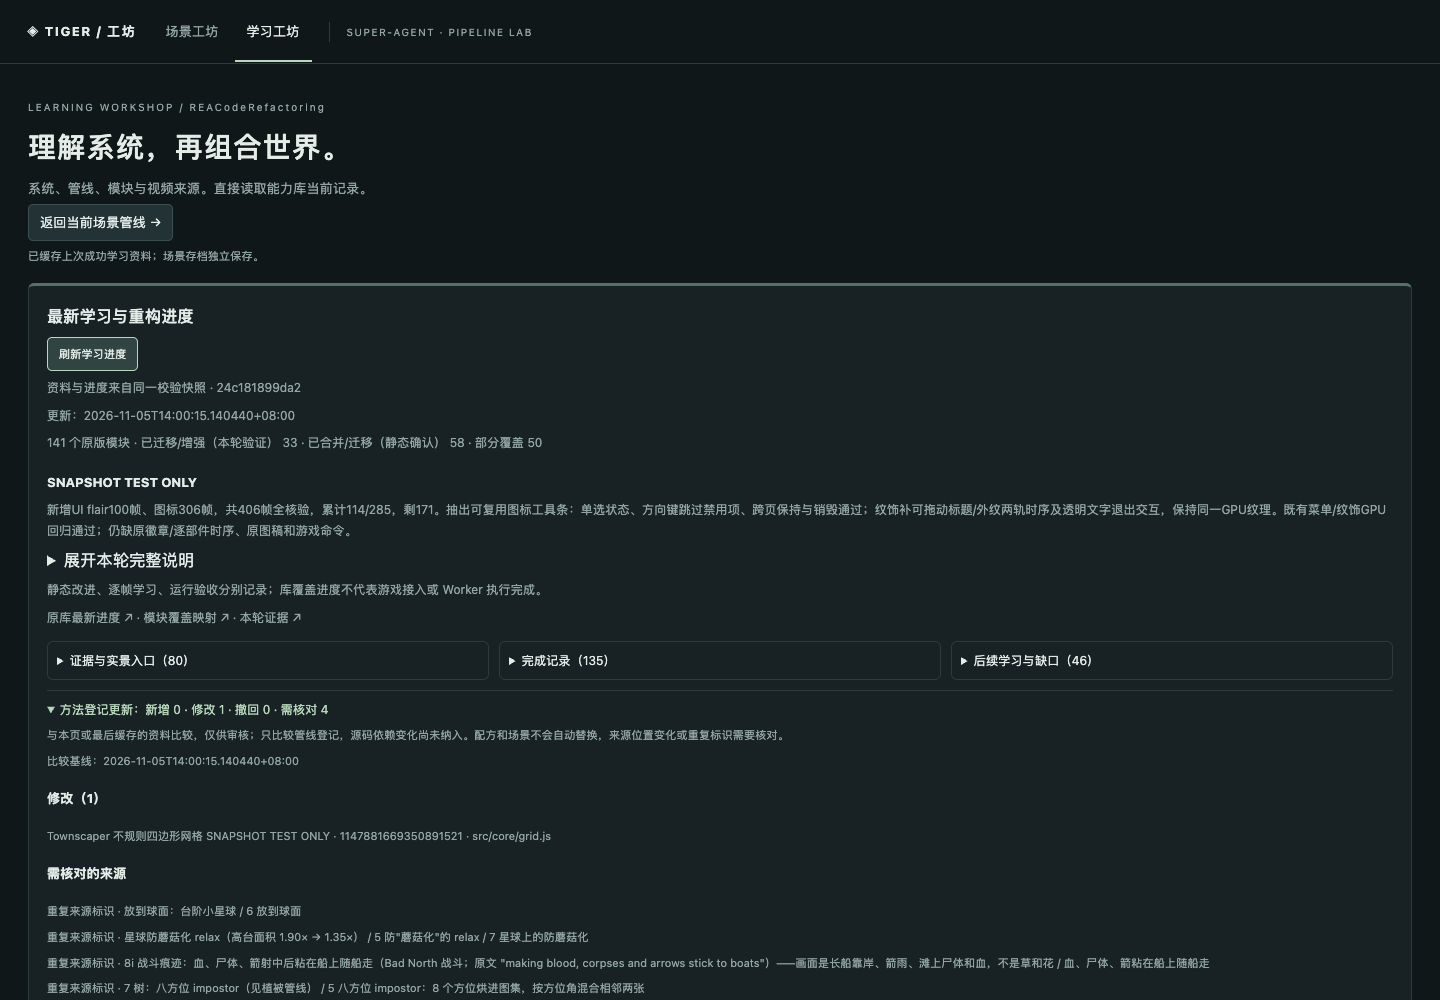 ◈ TIGER / 工坊 场景工坊 学习工坊 SUPER-AGENT · PIPELINE LAB
LEARNING WORKSHOP / REACodeRefactoring
理解系统，再组合世界。
系统、管线、模块与视频来源。直接读取能力库当前记录。
返回当前场景管线 →
已缓存上次成功学习资料；场景存档独立保存。
最新学习与重构进度
刷新学习进度
资料与进度来自同一校验快照 · 24c181899da2
更新：2026-11-05T14:00:15.140440+08:00
141 个原版模块 · 已迁移/增强（本轮验证） 33 · 已合并/迁移（静态确认） 58 · 部分覆盖 50
SNAPSHOT TEST ONLY
新增UI flair100帧、图标306帧，共406帧全核验，累计114/285，剩171。抽出可复用图标工具条：单选状态、方向键跳过禁用项、跨页保持与销毁通过；纹饰补可拖动标题/外纹两轨时序及透明文字退出交互，保持同一GPU纹理。既有菜单/纹饰GPU
回归通过；仍缺原徽章/逐部件时序、原图稿和游戏命令。
▶ 展开本轮完整说明
静态改进、逐帧学习、运行验收分别记录；库覆盖进度不代表游戏接入或 Worker 执行完成。
原库最新进度 ↗ · 模块覆盖映射 ↗ · 本轮证据 ↗
▶ 证据与实景入口（80） ▶ 完成记录（135） ▶ 后续学习与缺口（46）
▼ 方法登记更新：新增 0 · 修改 1 · 撤回 0 · 需核对 4
与本页或最后缓存的资料比较，仅供审核；只比较管线登记，源码依赖变化尚未纳入。配方和场景不会自动替换，来源位置变化或重复标识需要核对。
比较基线：2026-11-05T14:00:15.140440+08:00
修改（1）
Townscaper 不规则四边形网格 SNAPSHOT TEST ONLY · 1147881669350891521 · src/core/grid.js
需核对的来源
重复来源标识 · 放到球面：台阶小星球 / 6 放到球面
重复来源标识 · 星球防蘑菇化 relax（高台面积 1.90× → 1.35×） / 5 防"蘑菇化"的 relax / 7 星球上的防蘑菇化
重复来源标识 · 8i 战斗痕迹：血、尸体、箭射中后粘在船上随船走（Bad North 战斗；原文 "making blood, corpses and arrows stick to boats"）——画面是长船靠岸、箭雨、滩上尸体和血，不是草和花 / 血、尸体、箭粘在船上随船走
重复来源标识 · 7 树：八方位 impostor（见植被管线） / 5 八方位 impostor：8 个方位烘进图集，按方位角混合相邻两张